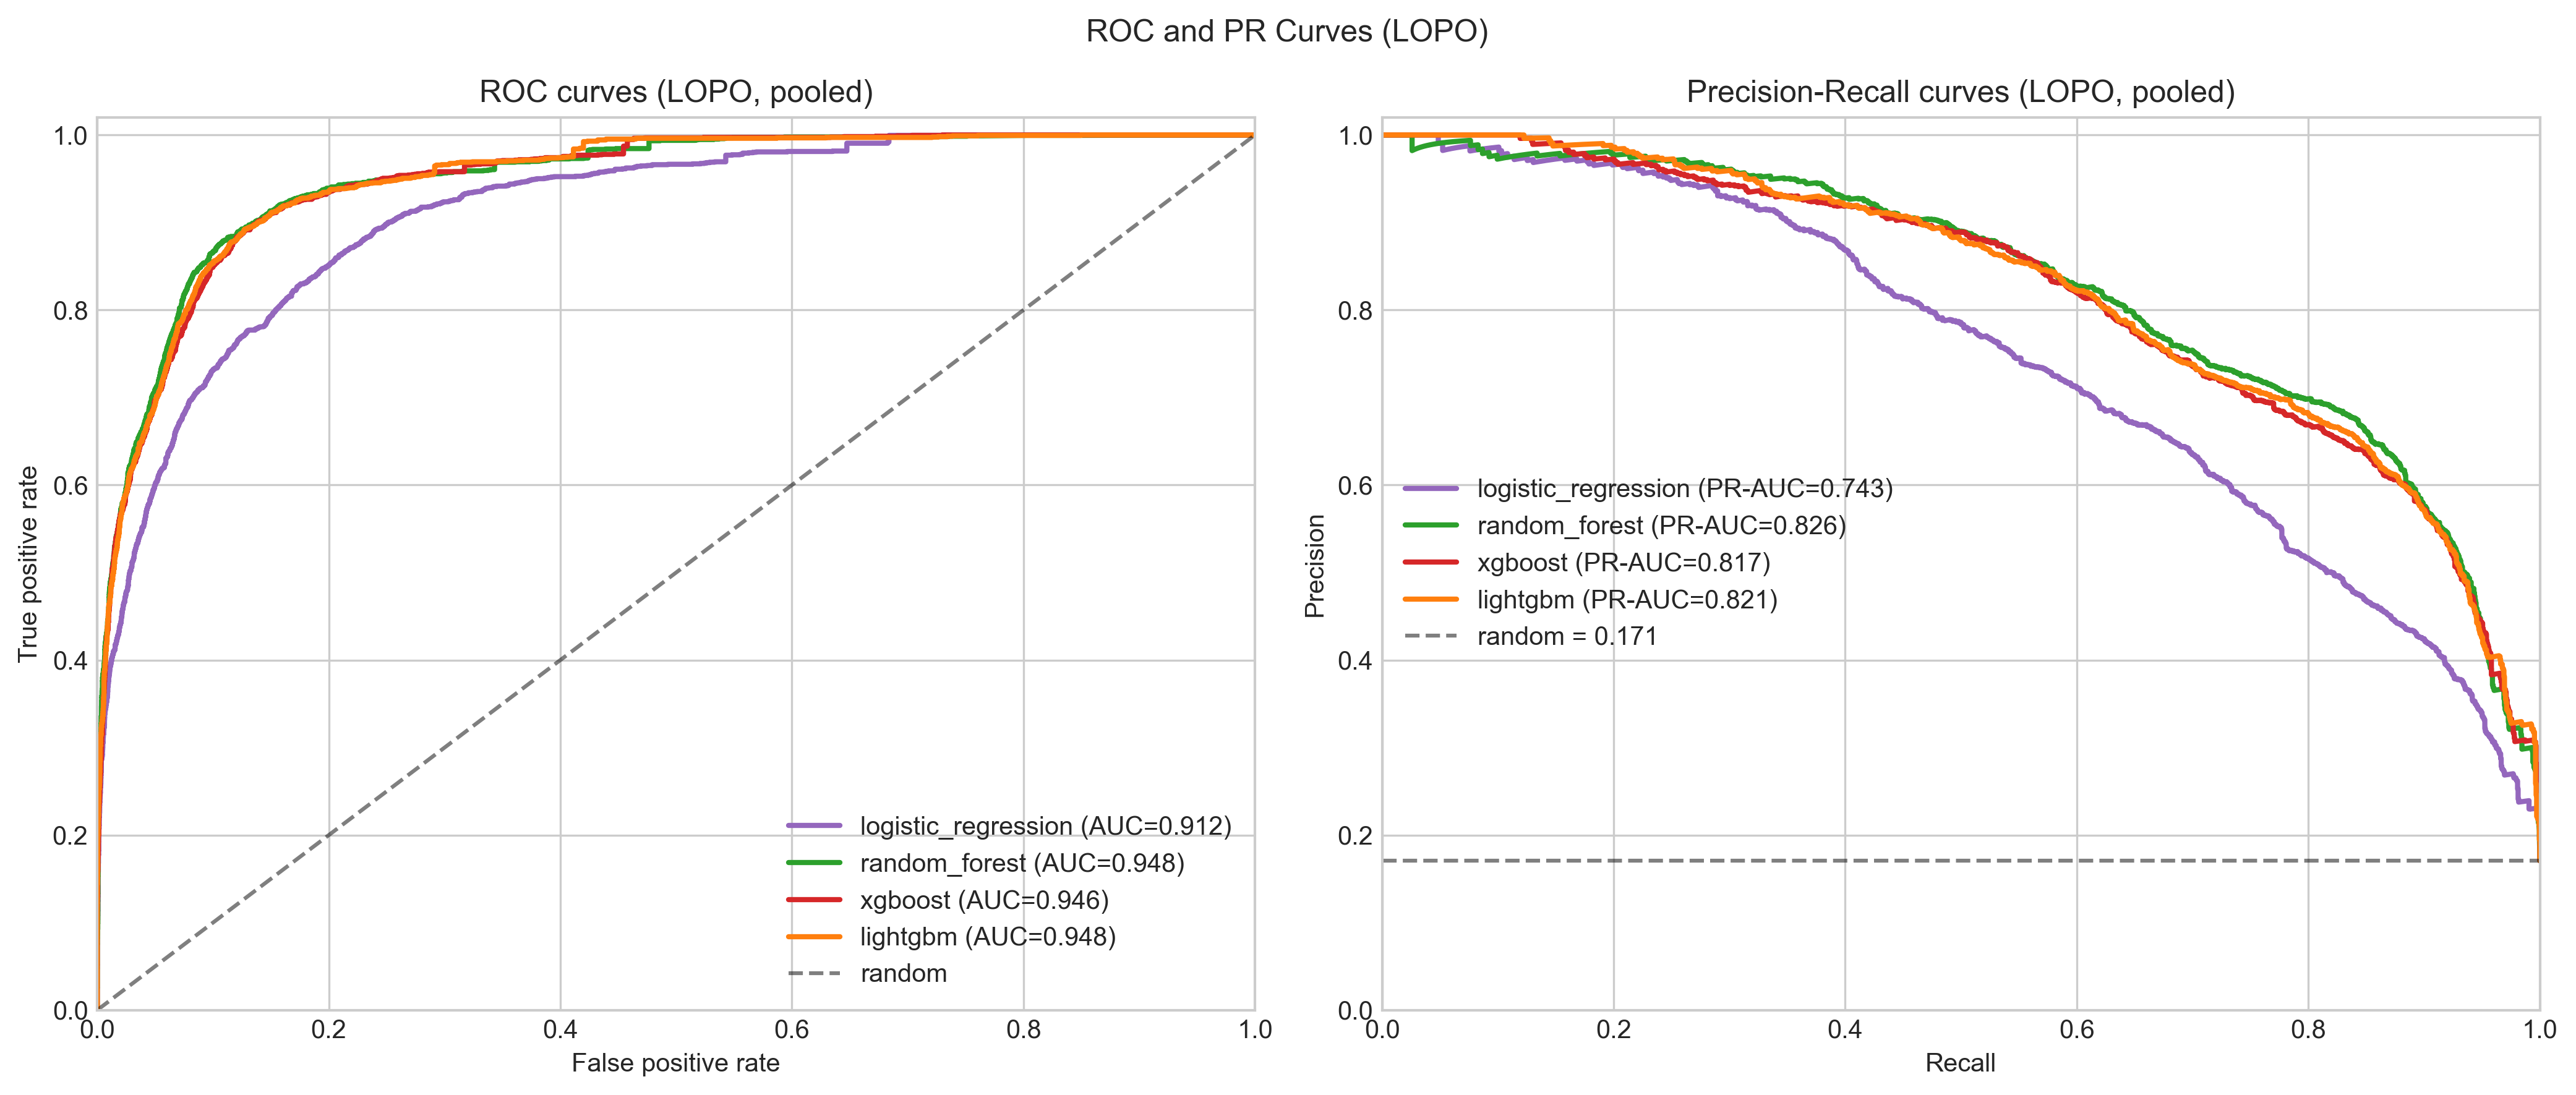 ROC and PR Curves (LOPO)
ROC curves (LOPO, pooled)
True positive rate
1.0
0.8
0.6
0.4
0.2
0.0
0.0 0.2 0.4 0.6 0.8 1.0
False positive rate
logistic_regression (AUC=0.912)
random_forest (AUC=0.948)
xgboost (AUC=0.946)
lightgbm (AUC=0.948)
random
Precision-Recall curves (LOPO, pooled)
Precision
1.0
0.8
0.6
0.4
0.2
0.0
0.0 0.2 0.4 0.6 0.8 1.0
Recall
logistic_regression (PR-AUC=0.743)
random_forest (PR-AUC=0.826)
xgboost (PR-AUC=0.817)
lightgbm (PR-AUC=0.821)
random = 0.171